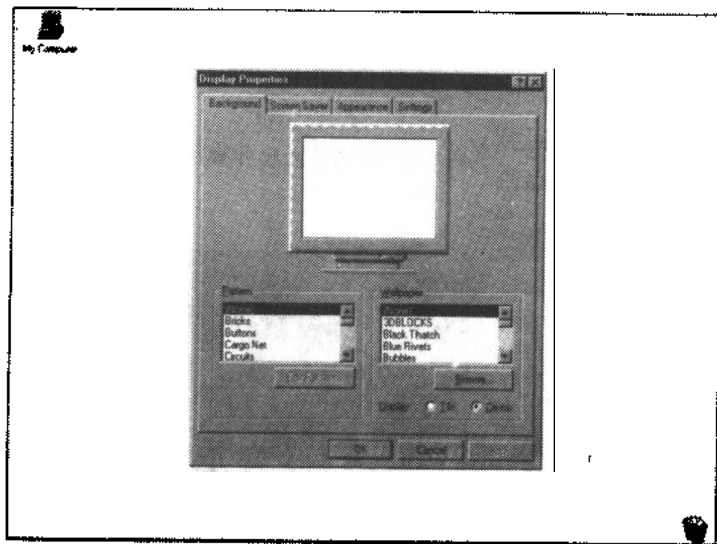 My Computer
Display Properties
Background Screen Saver Appearance Settings
Pattern
Bricks
Buttons
Cargo Net
Circuits
Wallpaper
3DBLOCKS
Black Thatch
Blue Rivets
Bubbles
Browse...
Display: Tile Center
OK Cancel